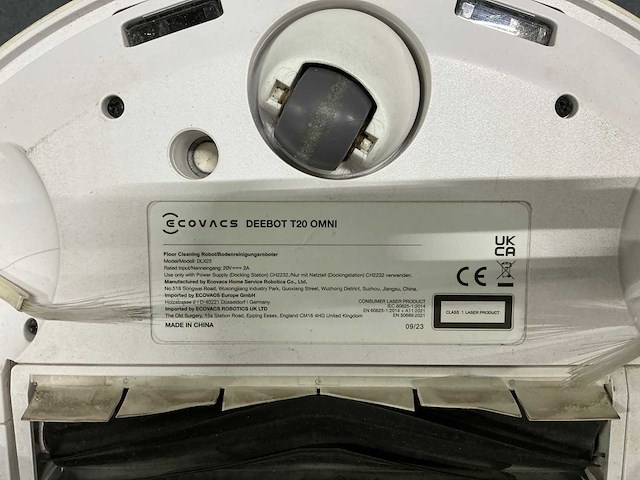 ECOVACS DEEBOT T20 OMNI
Floor Cleaning Robot/Bodenreinigungsroboter
Model/Modell: DLX23
Rated Input/Nenneingang: 20V 2A
Use only with Power Supply (Docking Station) CH2232./Nur mit Netzteil (Dockingstation) CH2232 verwenden.
Manufactured by Ecovacs Home Service Robotics Co., Ltd.
No.518 Songwai Road, Wusongjiang Industry Park, Guoxiang Street, Wuzhong District, Suzhou, Jiangsu, China.
Imported by ECOVACS Europe GmbH
Holzstrasse 2 I D-40221 Düsseldorf I Germany
Imported by ECOVACS ROBOTICS UK LTD
The Old Surgery, 15a Station Road, Epping Essex, England CM16 4HG United Kingdom
MADE IN CHINA
CONSUMER LASER PRODUCT
IEC 60825-1:2014
EN 60825-1:2014 + A11:2021
EN 50689:2021
09/23
UK
CA
CE
CLASS 1 LASER PRODUCT